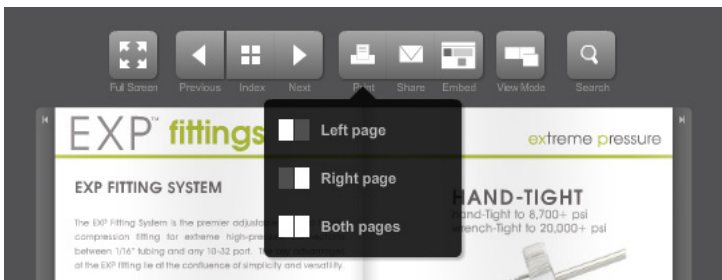 Full Screen Previous Index Next Print Share Embed View Mode Search
EXP™ fittings
extreme pressure
Left page
Right page
Both pages
EXP FITTING SYSTEM
The EXP Fitting System is the premier
compression fitting for extreme
between 1/16" tubing and any 10-32 port.
of the EXP fitting lie at the confluence of simplicity and versatility.
HAND-TIGHT
Hand-Tight to 8,700+ psi
Wrench-Tight to 20,000+ psi